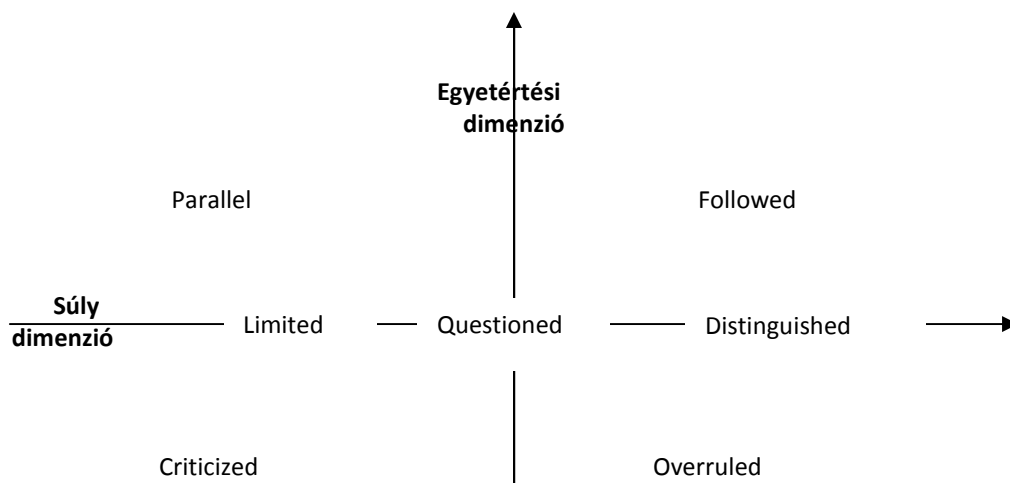 Egyetértési
dimenzió
Parallel
Followed
Súly
dimenzió
Limited
Questioned
Distinguished
Criticized
Overruled